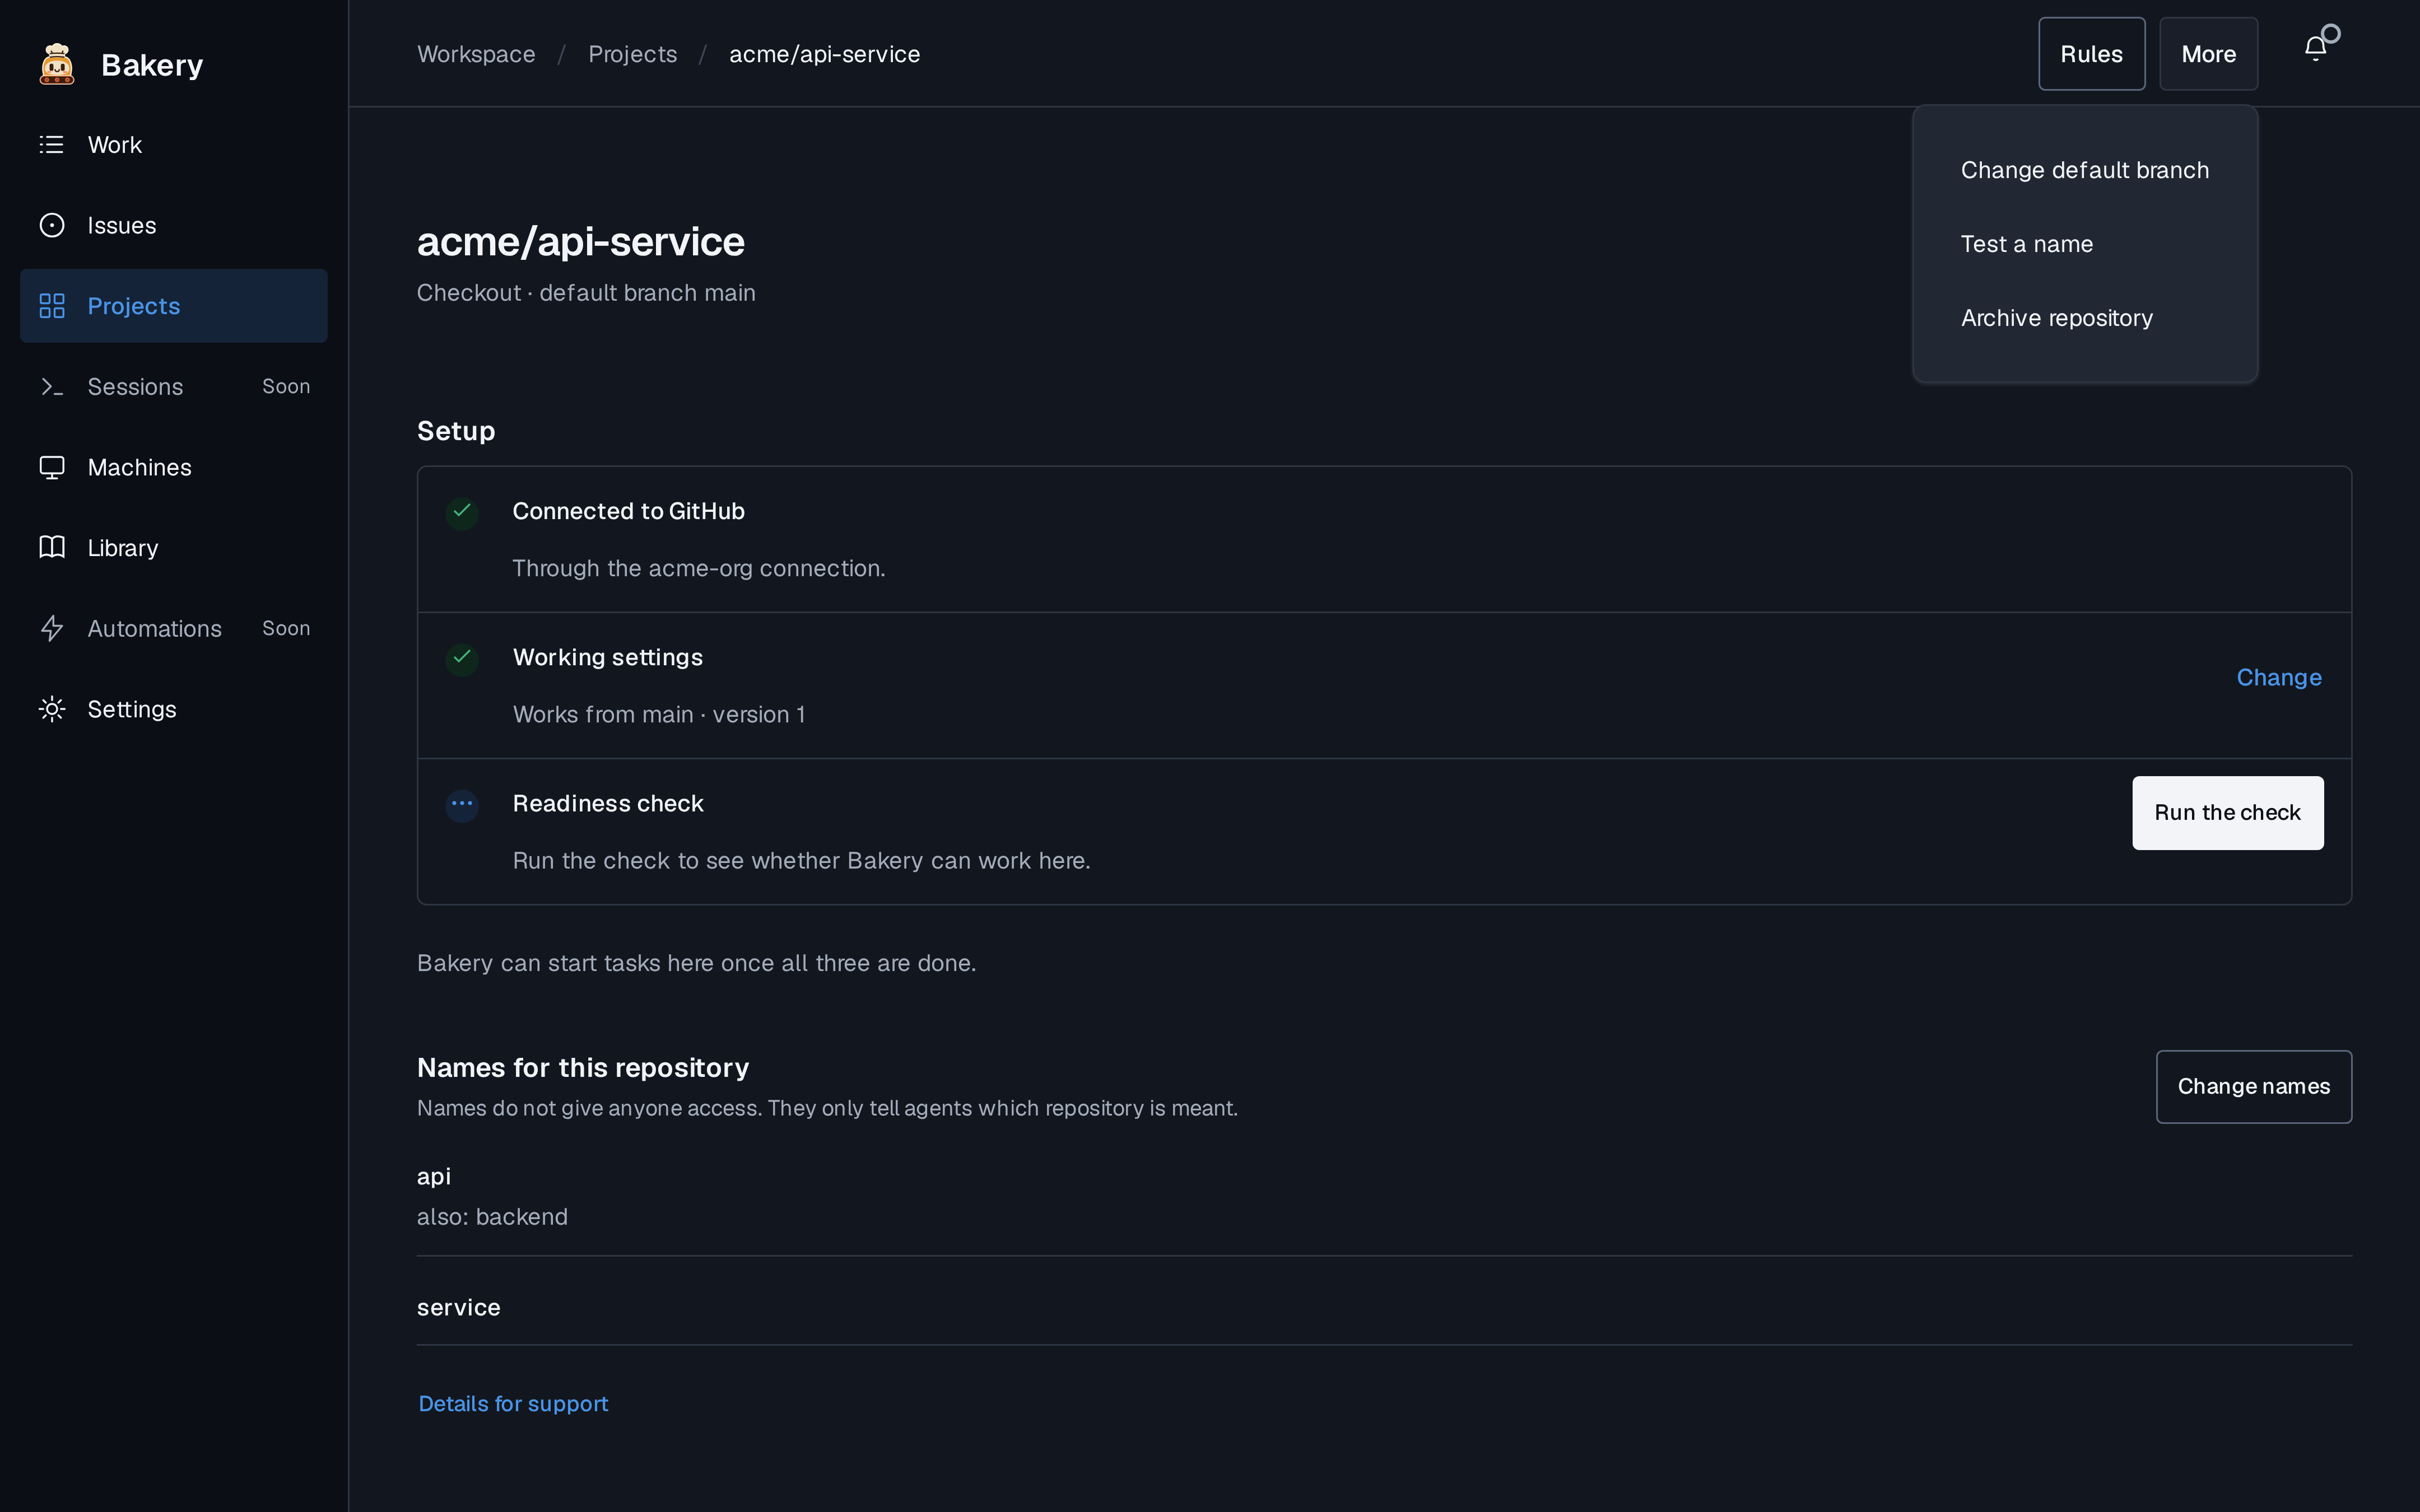 Bakery
Work
Issues
Projects
Sessions Soon
Machines
Library
Automations Soon
Settings
Workspace / Projects / acme/api-service
Rules
More
Change default branch
Test a name
Archive repository
acme/api-service
Checkout · default branch main
Setup
Connected to GitHub
Through the acme-org connection.
Working settings
Works from main · version 1
Change
Readiness check
Run the check to see whether Bakery can work here.
Run the check
Bakery can start tasks here once all three are done.
Names for this repository
Names do not give anyone access. They only tell agents which repository is meant.
Change names
api
also: backend
service
Details for support